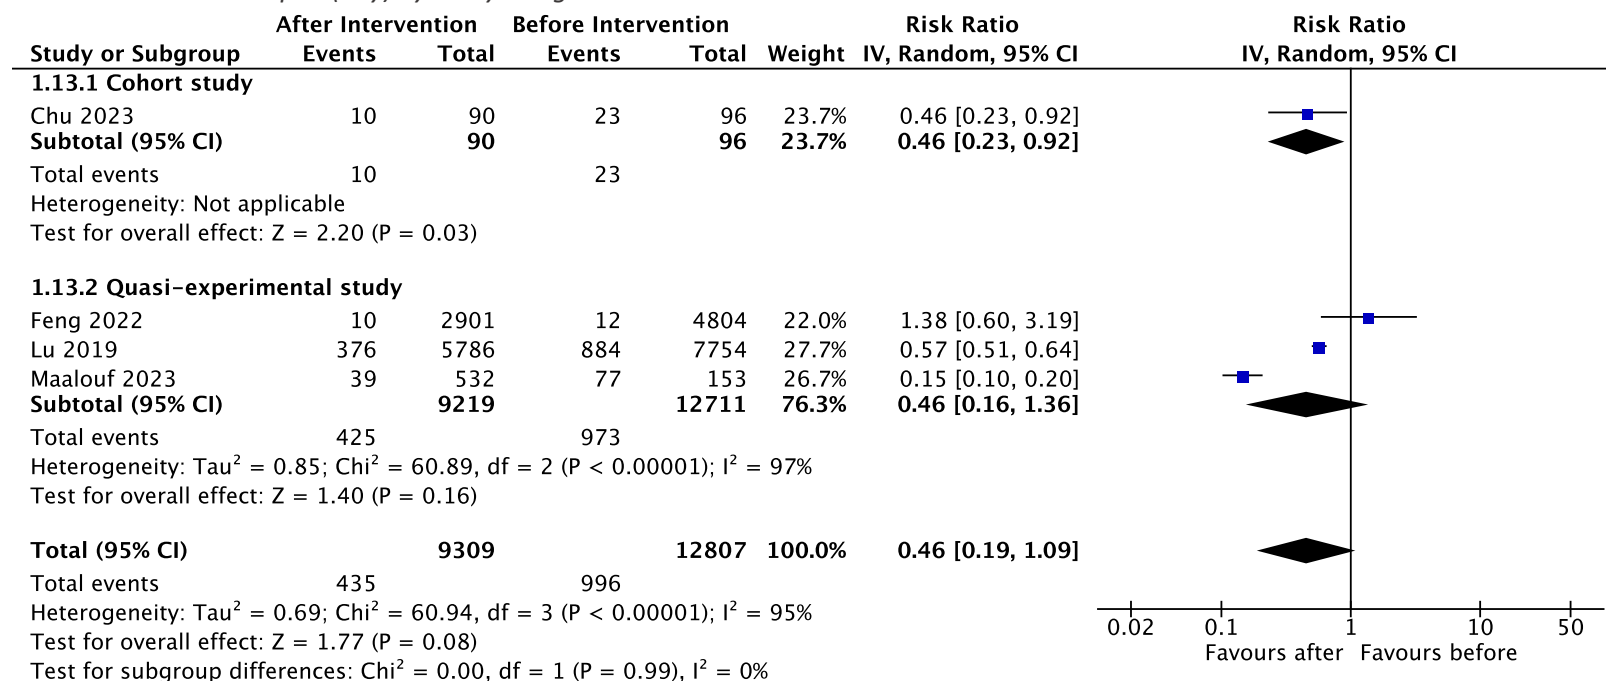 After Intervention Before Intervention Risk Ratio Risk Ratio
Study or Subgroup Events Total Events Total Weight IV, Random, 95% CI IV, Random, 95% CI
1.13.1 Cohort study
Chu 2023 10 90 23 96 23.7% 0.46 [0.23, 0.92]
Subtotal (95% CI) 90 96 23.7% 0.46 [0.23, 0.92]
Total events 10 23
Heterogeneity: Not applicable
Test for overall effect: Z = 2.20 (P = 0.03)
1.13.2 Quasi-experimental study
Feng 2022 10 2901 12 4804 22.0% 1.38 [0.60, 3.19]
Lu 2019 376 5786 884 7754 27.7% 0.57 [0.51, 0.64]
Maalouf 2023 39 532 77 153 26.7% 0.15 [0.10, 0.20]
Subtotal (95% CI) 9219 12711 76.3% 0.46 [0.16, 1.36]
Total events 425 973
Heterogeneity: Tau² = 0.85; Chi² = 60.89, df = 2 (P < 0.00001); I² = 97%
Test for overall effect: Z = 1.40 (P = 0.16)
Total (95% CI) 9309 12807 100.0% 0.46 [0.19, 1.09]
Total events 435 996
Heterogeneity: Tau² = 0.69; Chi² = 60.94, df = 3 (P < 0.00001); I² = 95%
Test for overall effect: Z = 1.77 (P = 0.08)
Test for subgroup differences: Chi² = 0.00, df = 1 (P = 0.99), I² = 0%
0.02 0.1 1 10 50
Favours after Favours before